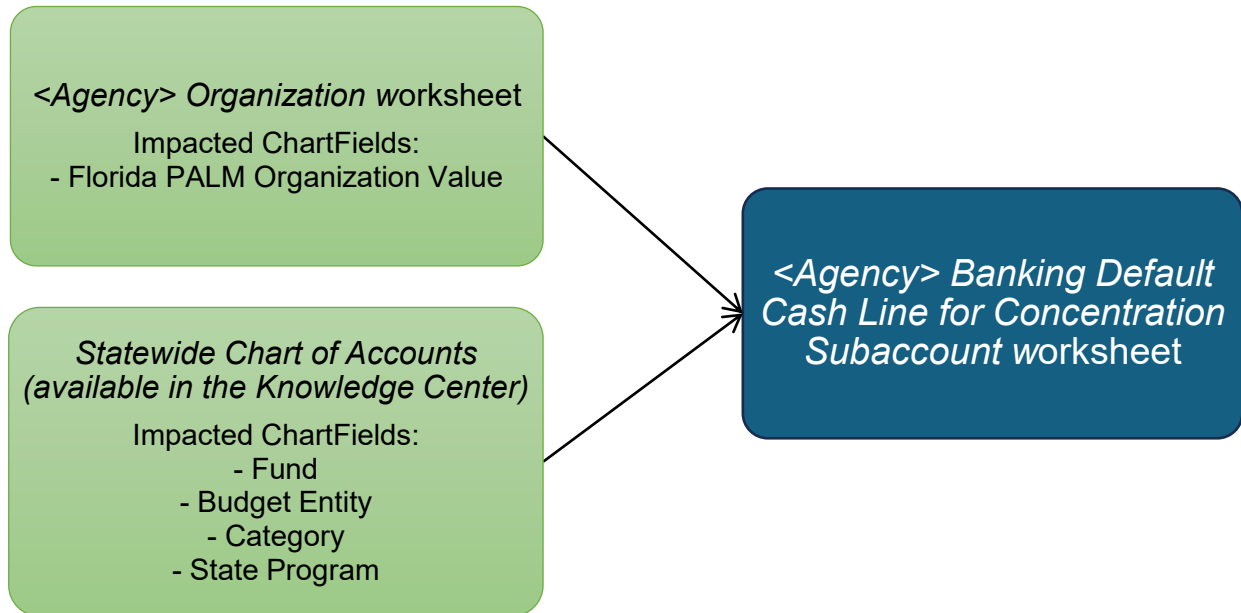 <Agency> Organization worksheet
Impacted ChartFields:
- Florida PALM Organization Value
Statewide Chart of Accounts
(available in the Knowledge Center)
Impacted ChartFields:
- Fund
- Budget Entity
- Category
- State Program
<Agency> Banking Default
Cash Line for Concentration
Subaccount worksheet